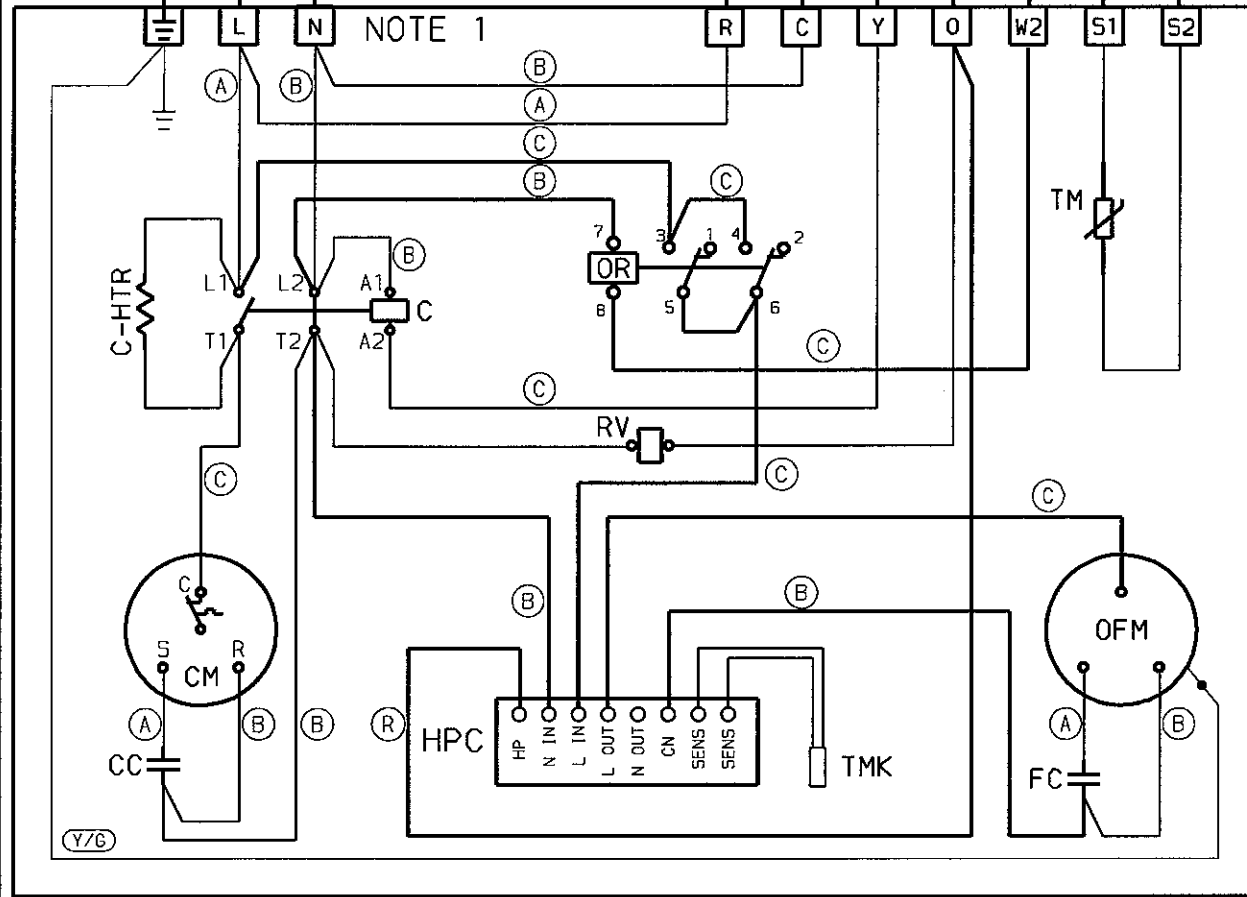 L N NOTE 1 R C Y O W2 S1 S2
A B B
A
C
B C
TM
7 3 1 4 2
OR
B
L1 L2 A1
C-HTR
C
T1 T2 A2
8 5 6
C
C
RV
C
C
C
C
S R
CM
B
B
OFM
A B B R
HPC
HP
N IN
L IN
L OUT
N OUT
CN
SENS
SENS
TMK
A B
CC
FC
Y/G